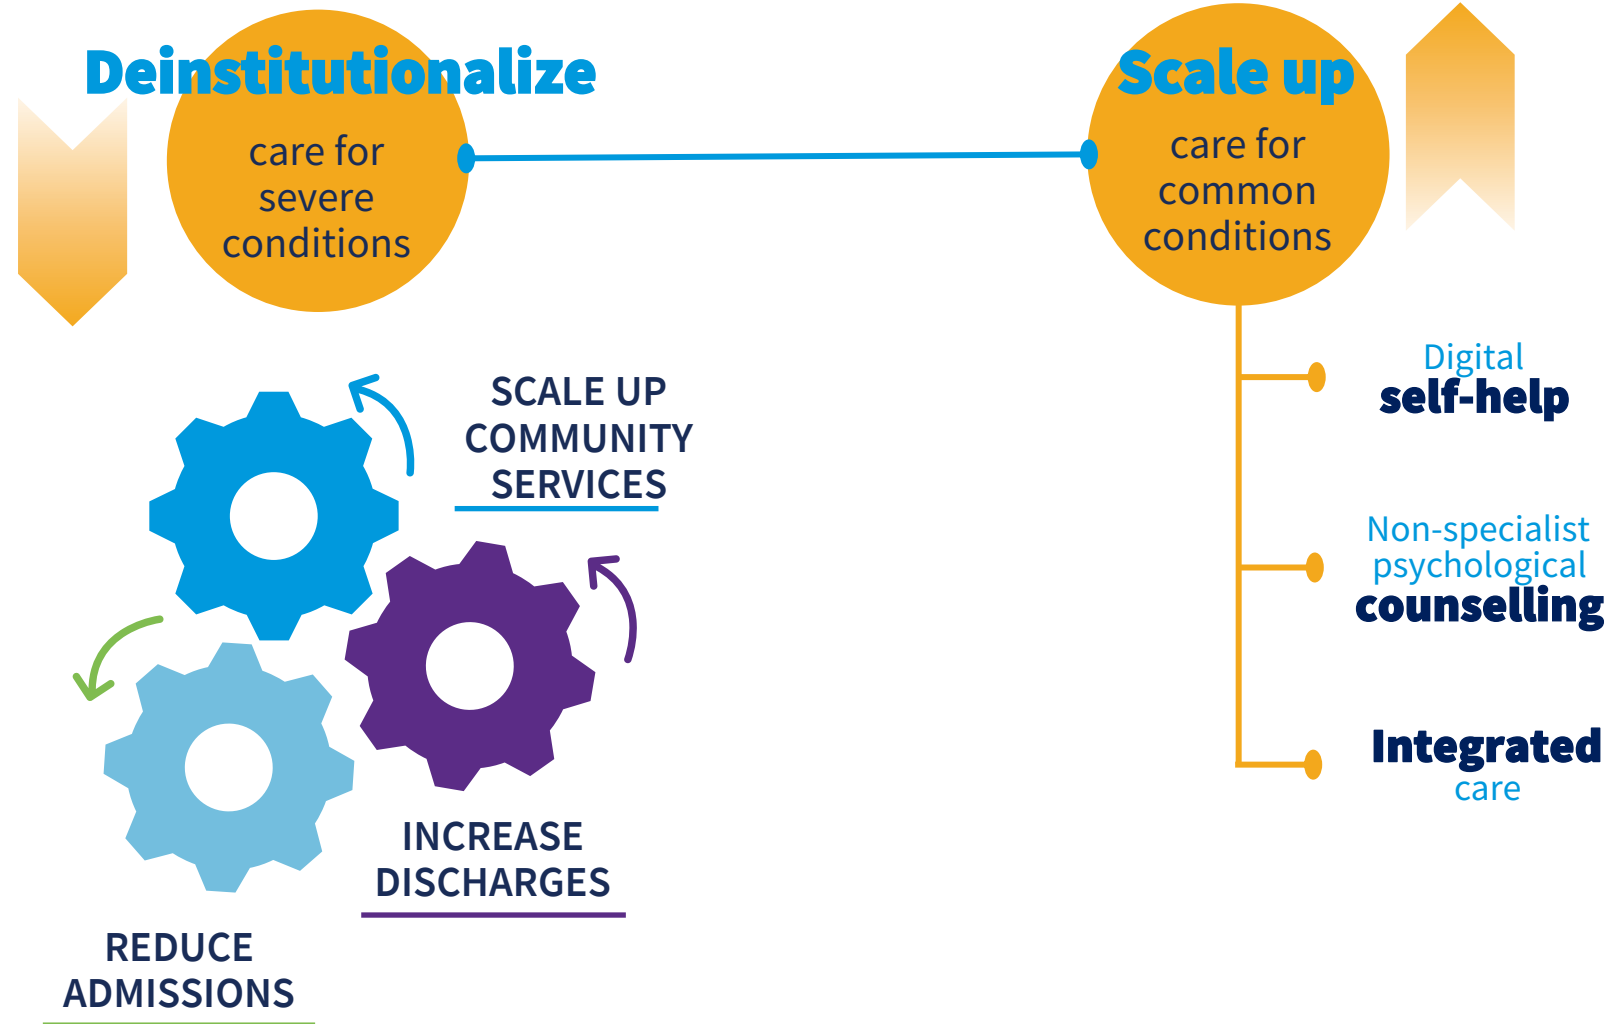 Deinstitutionalize
care for
severe
conditions
Scale up
care for
common
conditions
SCALE UP
COMMUNITY
SERVICES
INCREASE
DISCHARGES
REDUCE
ADMISSIONS
Digital
self-help
Non-specialist
psychological
counselling
Integrated
care